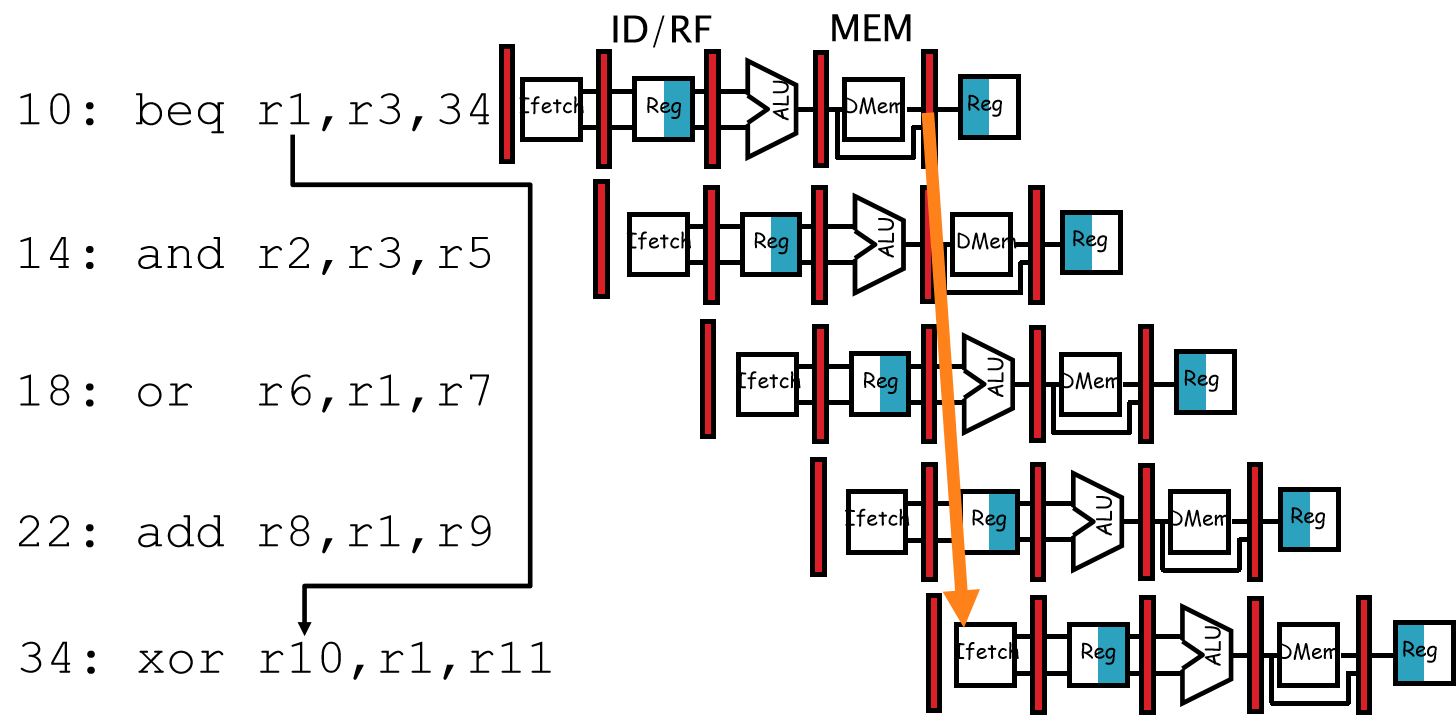 ID/RF MEM
10: beq r1,r3,34 Ifetch Reg ALU DMem Reg
14: and r2,r3,r5 Ifetch Reg ALU DMem Reg
18: or r6,r1,r7 Ifetch Reg ALU DMem Reg
22: add r8,r1,r9 Ifetch Reg ALU DMem Reg
34: xor r10,r1,r11 Ifetch Reg ALU DMem Reg